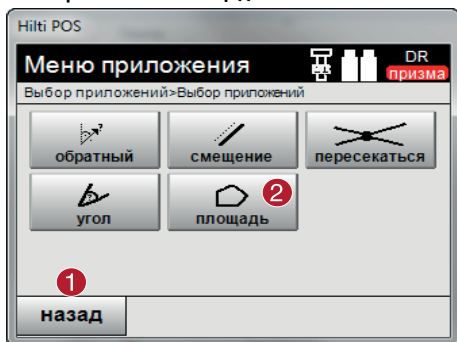 Hilti POS
Меню приложения
DR
призма
Выбор приложений>Выбор приложений
обратный
смещение
пересекаться
угол
площадь
2
1
назад